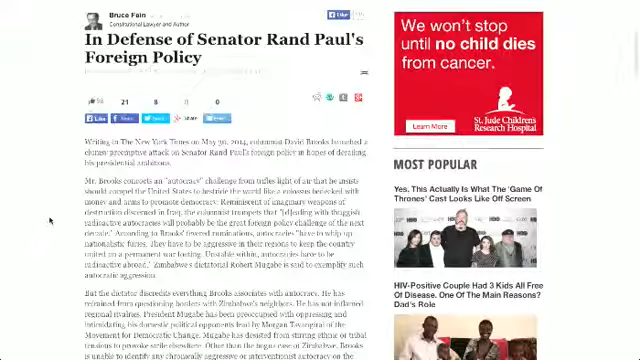 Bruce Fein
Constitutional Lawyer and Author
Like
In Defense of Senator Rand Paul's
Foreign Policy
21 8 8 0
Like Share
Writing in The New York Times on May 30, 2014, columnist David Brooks launched a
clumsy preemptive attack on Senator Rand Paul's foreign policy in hopes of derailing
his presidential ambitions.
Mr. Brooks concocts an "autocracy" challenge from trifles light of air that he insists
should compel the United States to bestride the world like a colossus bedecked with
money and arms to promote democracy. Reminiscent of imaginary weapons of
destruction discerned in Iraq, the columnist trumpets that "[d]ealing with thuggish
radioactive autocracies will probably be the great foreign policy challenge of the next
decade." According to Brooks' fevered ruminations, autocracies "have to whip up
nationalistic furies. They have to be aggressive in their regions to keep the country
united on a permanent war footing. Unstable within, autocracies have to be
radioactive abroad." Zimbabwe's dictatorial Robert Mugabe is said to exemplify such
autocratic aggression.
But the dictator discredits everything Brooks associates with autocracy. He has
refrained from questioning borders with Zimbabwe's neighbors. He has not inflamed
regional rivalries. President Mugabe has been preoccupied with oppressing and
intimidating his domestic political opponents lead by Morgan Tsvangirai of the
Movement for Democratic Change. Mugabe has desisted from stirring ethnic or tribal
tensions to provoke strife elsewhere. Other than the bogus case of Zimbabwe, Brooks
is unable to identify any chronically aggressive or interventionist autocracy on the
We won't stop
until no child dies
from cancer.
Learn More
St. Jude Children's
Research Hospital
MOST POPULAR
Yes, This Actually Is What The 'Game Of
Thrones' Cast Looks Like Off Screen
HBO
HIV-Positive Couple Had 3 Kids All Free
Of Disease. One Of The Main Reasons?
Dad's Role